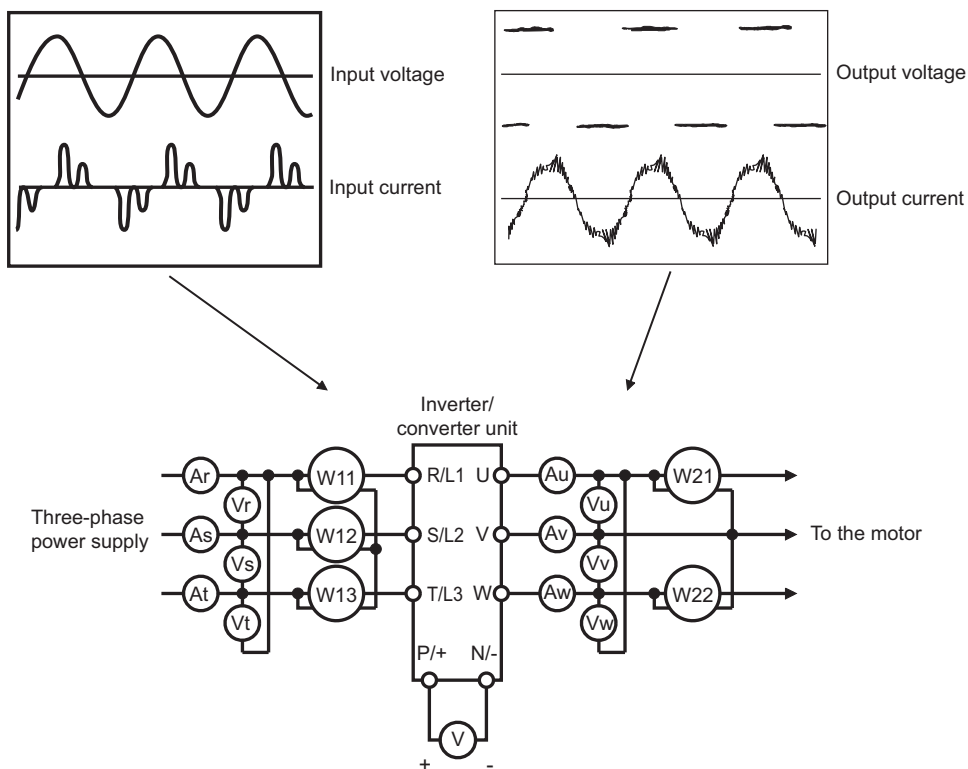 Input voltage
Input current
Output voltage
Output current
Inverter/
converter unit
Three-phase
power supply
Ar
As
At
Vr
Vs
Vt
W11
W12
W13
R/L1
S/L2
T/L3
U
V
W
P/+
N/-
V
+
-
Au
Av
Aw
Vu
Vv
Vw
W21
W22
To the motor